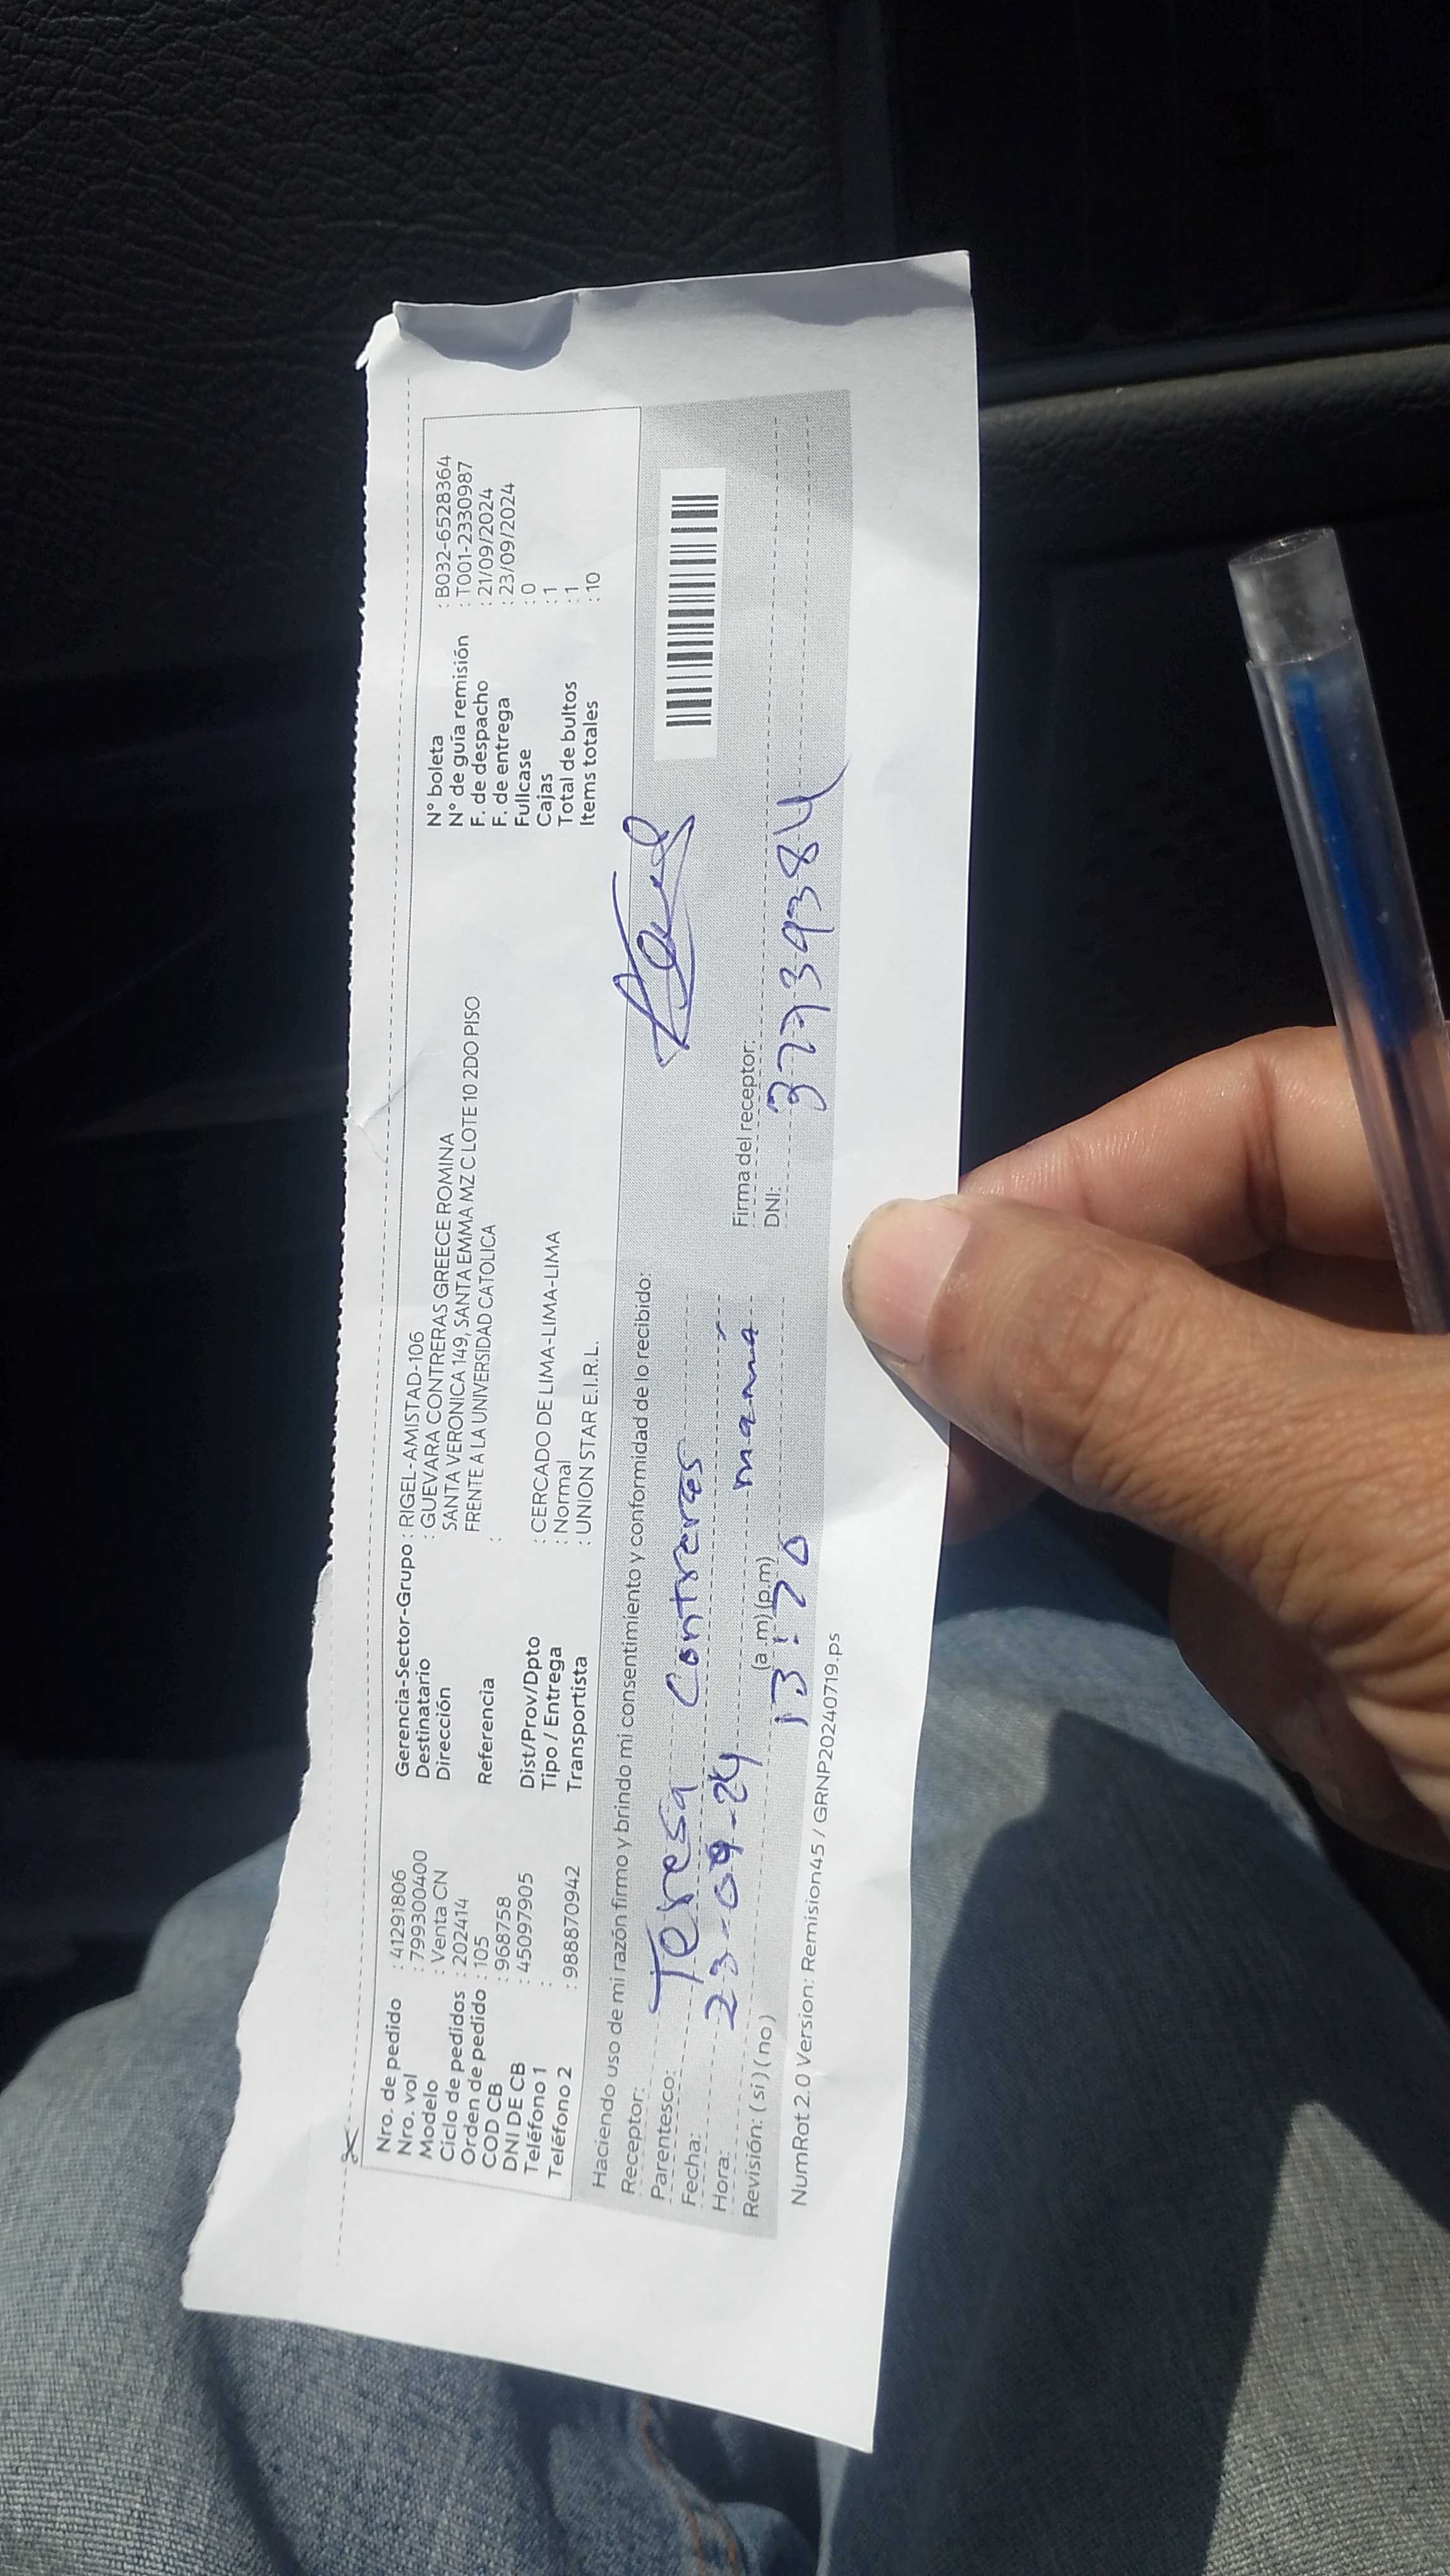 Nro. de pedido : 41291806
Nro. vol : 799300400
Modelo : Venta CN
Ciclo de pedidos : 202414
Orden de pedido : 105
COD CB : 968758
DNI DE CB : 45097905
Teléfono 1 :
Teléfono 2 : 988870942
Gerencia-Sector-Grupo : RIGEL-AMISTAD-106
Destinatario : GUEVARA CONTRERAS GREECE ROMINA
Dirección SANTA VERONICA 149, SANTA EMMA MZ C LOTE 10 2DO PISO
FRENTE A LA UNIVERSIDAD CATOLICA
Referencia :
Dist/Prov/Dpto : CERCADO DE LIMA-LIMA-LIMA
Tipo / Entrega : Normal
Transportista : UNION STAR E.I.R.L.
N° boleta : B032-6528364
N° de guía remisión : T001-2330987
F. de despacho : 21/09/2024
F. de entrega : 23/09/2024
Fullcase : 0
Cajas : 1
Total de bultos : 1
Items totales : 10
Haciendo uso de mi razón firmo y brindo mi consentimiento y conformidad de lo recibido:
Receptor: Teresa Contreras
Parentesco: mamá
Fecha: 23-09-24
Hora: (a.m) (p.m) 13:20
Revisión: ( si ) ( no )
Firma del receptor:
DNI:
NumRot 2.0 Version: Remision45 / GRNP20240719.ps